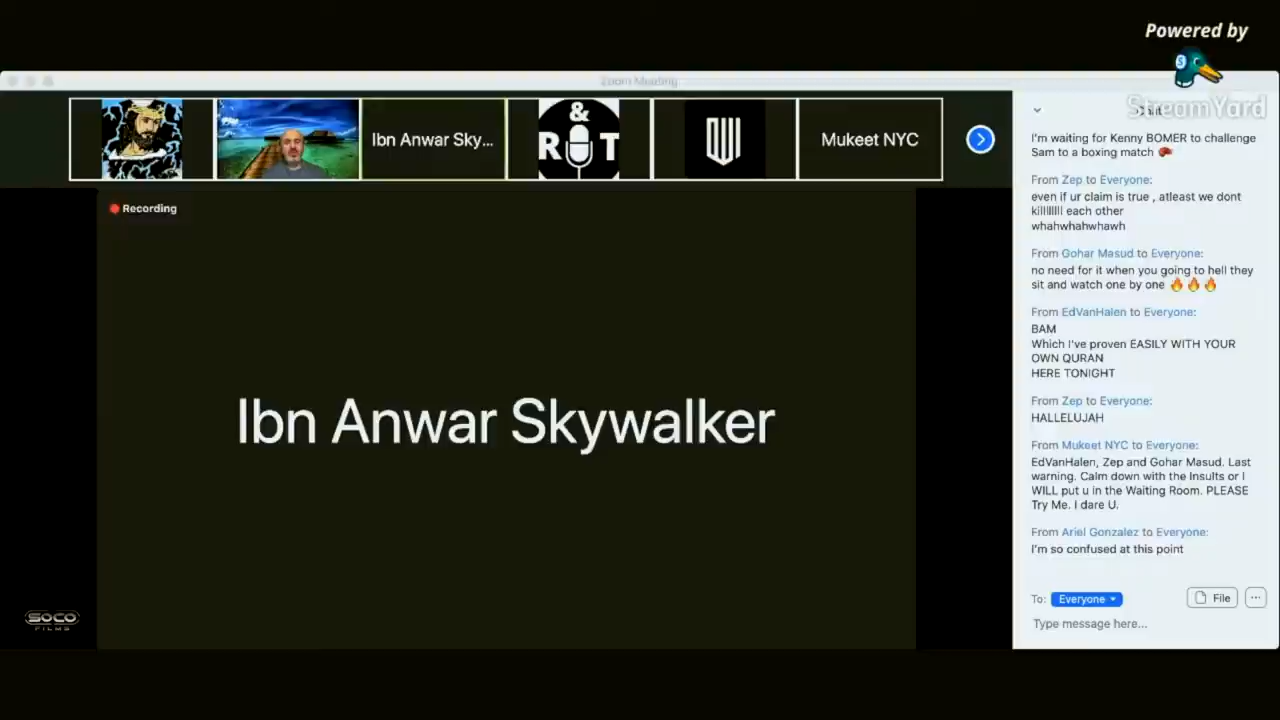 Powered by
StreamYard
Zoom Meeting
Ibn Anwar Sky...
&
R T
Mukeet NYC
Recording
Ibn Anwar Skywalker
SOCO
FILMS
I'm waiting for Kenny BOMER to challenge
Sam to a boxing match
From Zep to Everyone:
even if ur claim is true , atleast we dont
killlllllll each other
whahwhahwhawh
From Gohar Masud to Everyone:
no need for it when you going to hell they
sit and watch one by one 🔥🔥🔥
From EdVanHalen to Everyone:
BAM
Which I've proven EASILY WITH YOUR
OWN QURAN
HERE TONIGHT
From Zep to Everyone:
HALLELUJAH
From Mukeet NYC to Everyone:
EdVanHalen, Zep and Gohar Masud. Last
warning. Calm down with the Insults or I
WILL put u in the Waiting Room. PLEASE
Try Me. I dare U.
From Ariel Gonzalez to Everyone:
I'm so confused at this point
To: Everyone
File
Type message here...